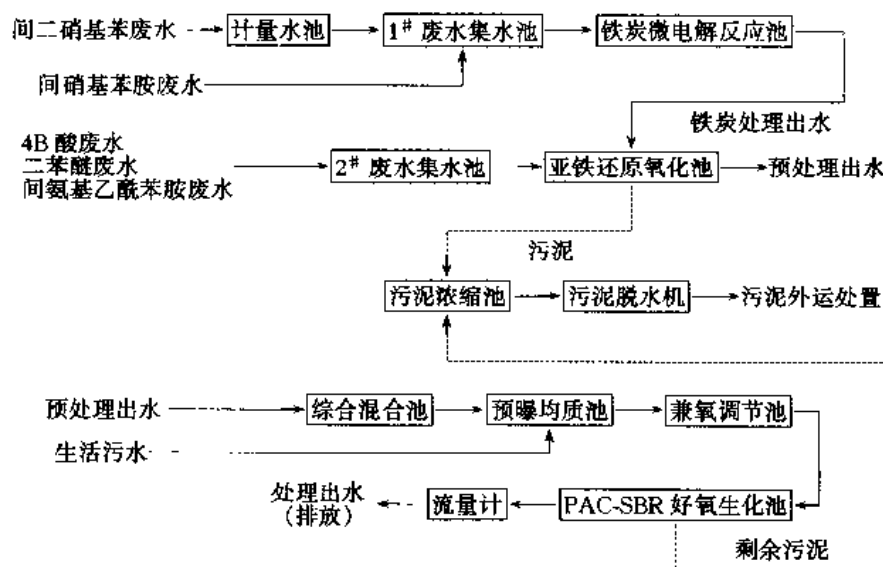 间二硝基苯废水
计量水池
1# 废水集水池
铁炭微电解反应池
间硝基苯胺废水
铁炭处理出水
4B 酸废水
二苯醚废水
间氨基乙酰苯胺废水
2# 废水集水池
亚铁还原氧化池
预处理出水
污泥
污泥浓缩池
污泥脱水机
污泥外运处置
预处理出水
综合混合池
预曝均质池
兼氧调节池
生活污水
处理出水
(排放)
流量计
PAC-SBR 好氧生化池
剩余污泥